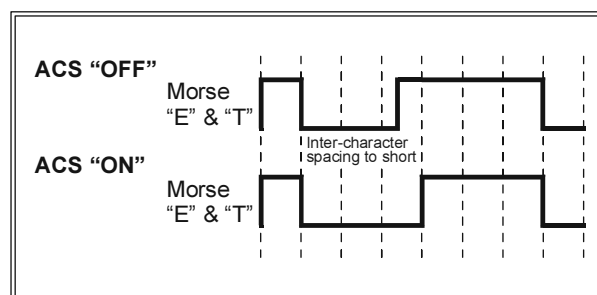 ACS “OFF”
Morse
“E” & “T”
Inter-character
spacing to short
ACS “ON”
Morse
“E” & “T”